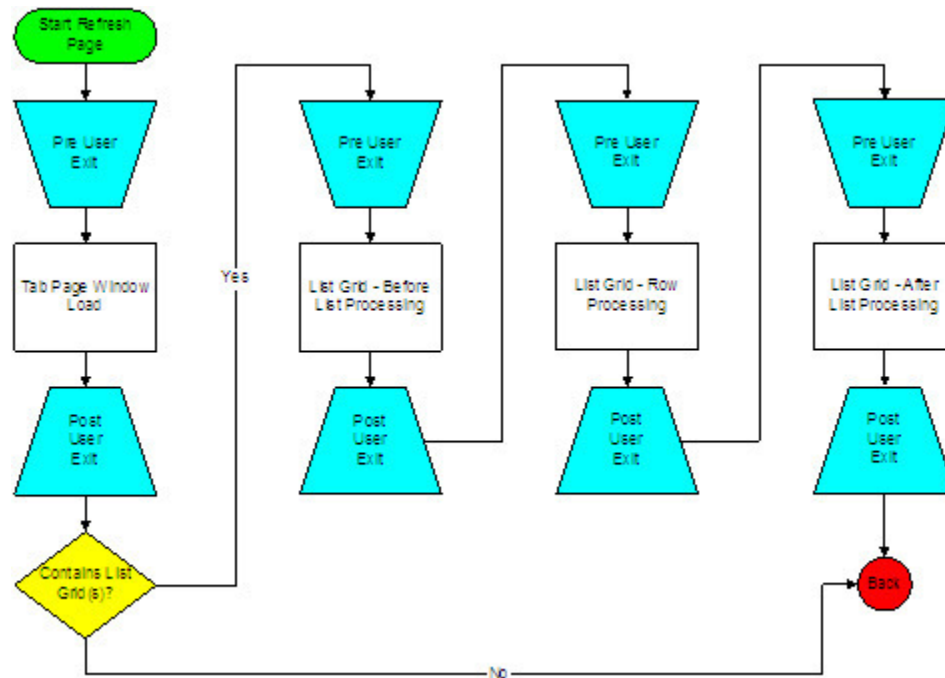 Start Refresh
Page
Pre User
Exit
Tab Page Window
Load
Post
User
Exit
Contains List
Grid(s)?
Yes
Pre User
Exit
List Grid - Before
List Processing
Post
User
Exit
Pre User
Exit
List Grid - Row
Processing
Post
User
Exit
Pre User
Exit
List Grid - After
List Processing
Post
User
Exit
Back
No